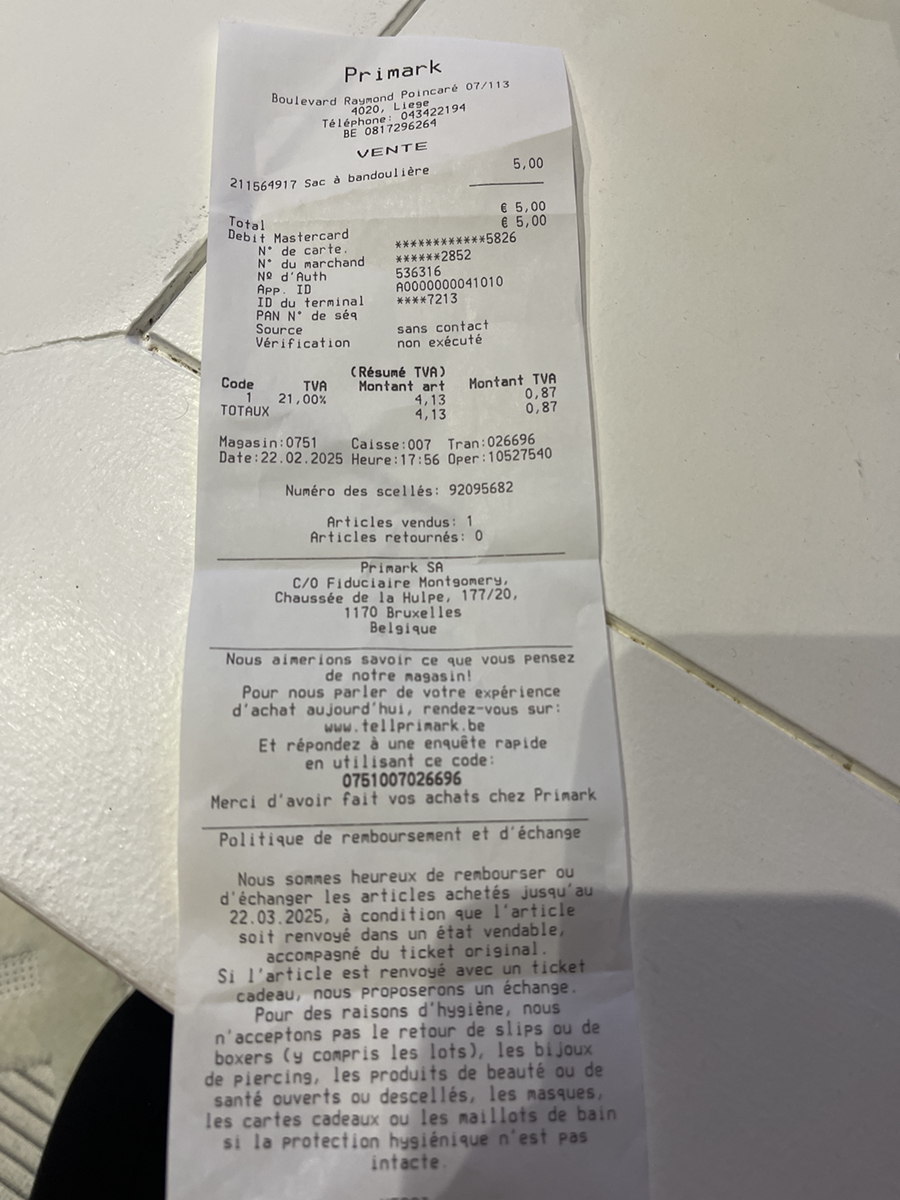 Primark
Boulevard Raymond Poincaré 07/113
4020, Liege
Téléphone: 043422194
BE 0817296264
VENTE
211564917 Sac à bandoulière 5,00
Total € 5,00
Debit Mastercard € 5,00
N° de carte. ************5826
N° du marchand ******2852
Nº d'Auth 536316
App. ID A0000000041010
ID du terminal ****7213
PAN N° de séq
Source sans contact
Vérification non exécuté
(Résumé TVA)
Code TVA Montant art Montant TVA
1 21,00% 4,13 0,87
TOTAUX 4,13 0,87
Magasin:0751 Caisse:007 Tran:026696
Date:22.02.2025 Heure:17:56 Oper:10527540
Numéro des scellés: 92095682
Articles vendus: 1
Articles retournés: 0
Primark SA
C/O Fiduciaire Montgomery,
Chaussée de la Hulpe, 177/20,
1170 Bruxelles
Belgique
Nous aimerions savoir ce que vous pensez
de notre magasin!
Pour nous parler de votre expérience
d'achat aujourd'hui, rendez-vous sur:
www.tellprimark.be
Et répondez à une enquête rapide
en utilisant ce code:
0751007026696
Merci d'avoir fait vos achats chez Primark
Politique de remboursement et d'échange
Nous sommes heureux de rembourser ou
d'échanger les articles achetés jusqu'au
22.03.2025, à condition que l'article
soit renvoyé dans un état vendable,
accompagné du ticket original.
Si l'article est renvoyé avec un ticket
cadeau, nous proposerons un échange.
Pour des raisons d'hygiène, nous
n'acceptons pas le retour de slips ou de
boxers (y compris les lots), les bijoux
de piercing, les produits de beauté ou de
santé ouverts ou descellés, les masques,
les cartes cadeaux ou les maillots de bain
si la protection hygiénique n'est pas
intacte.